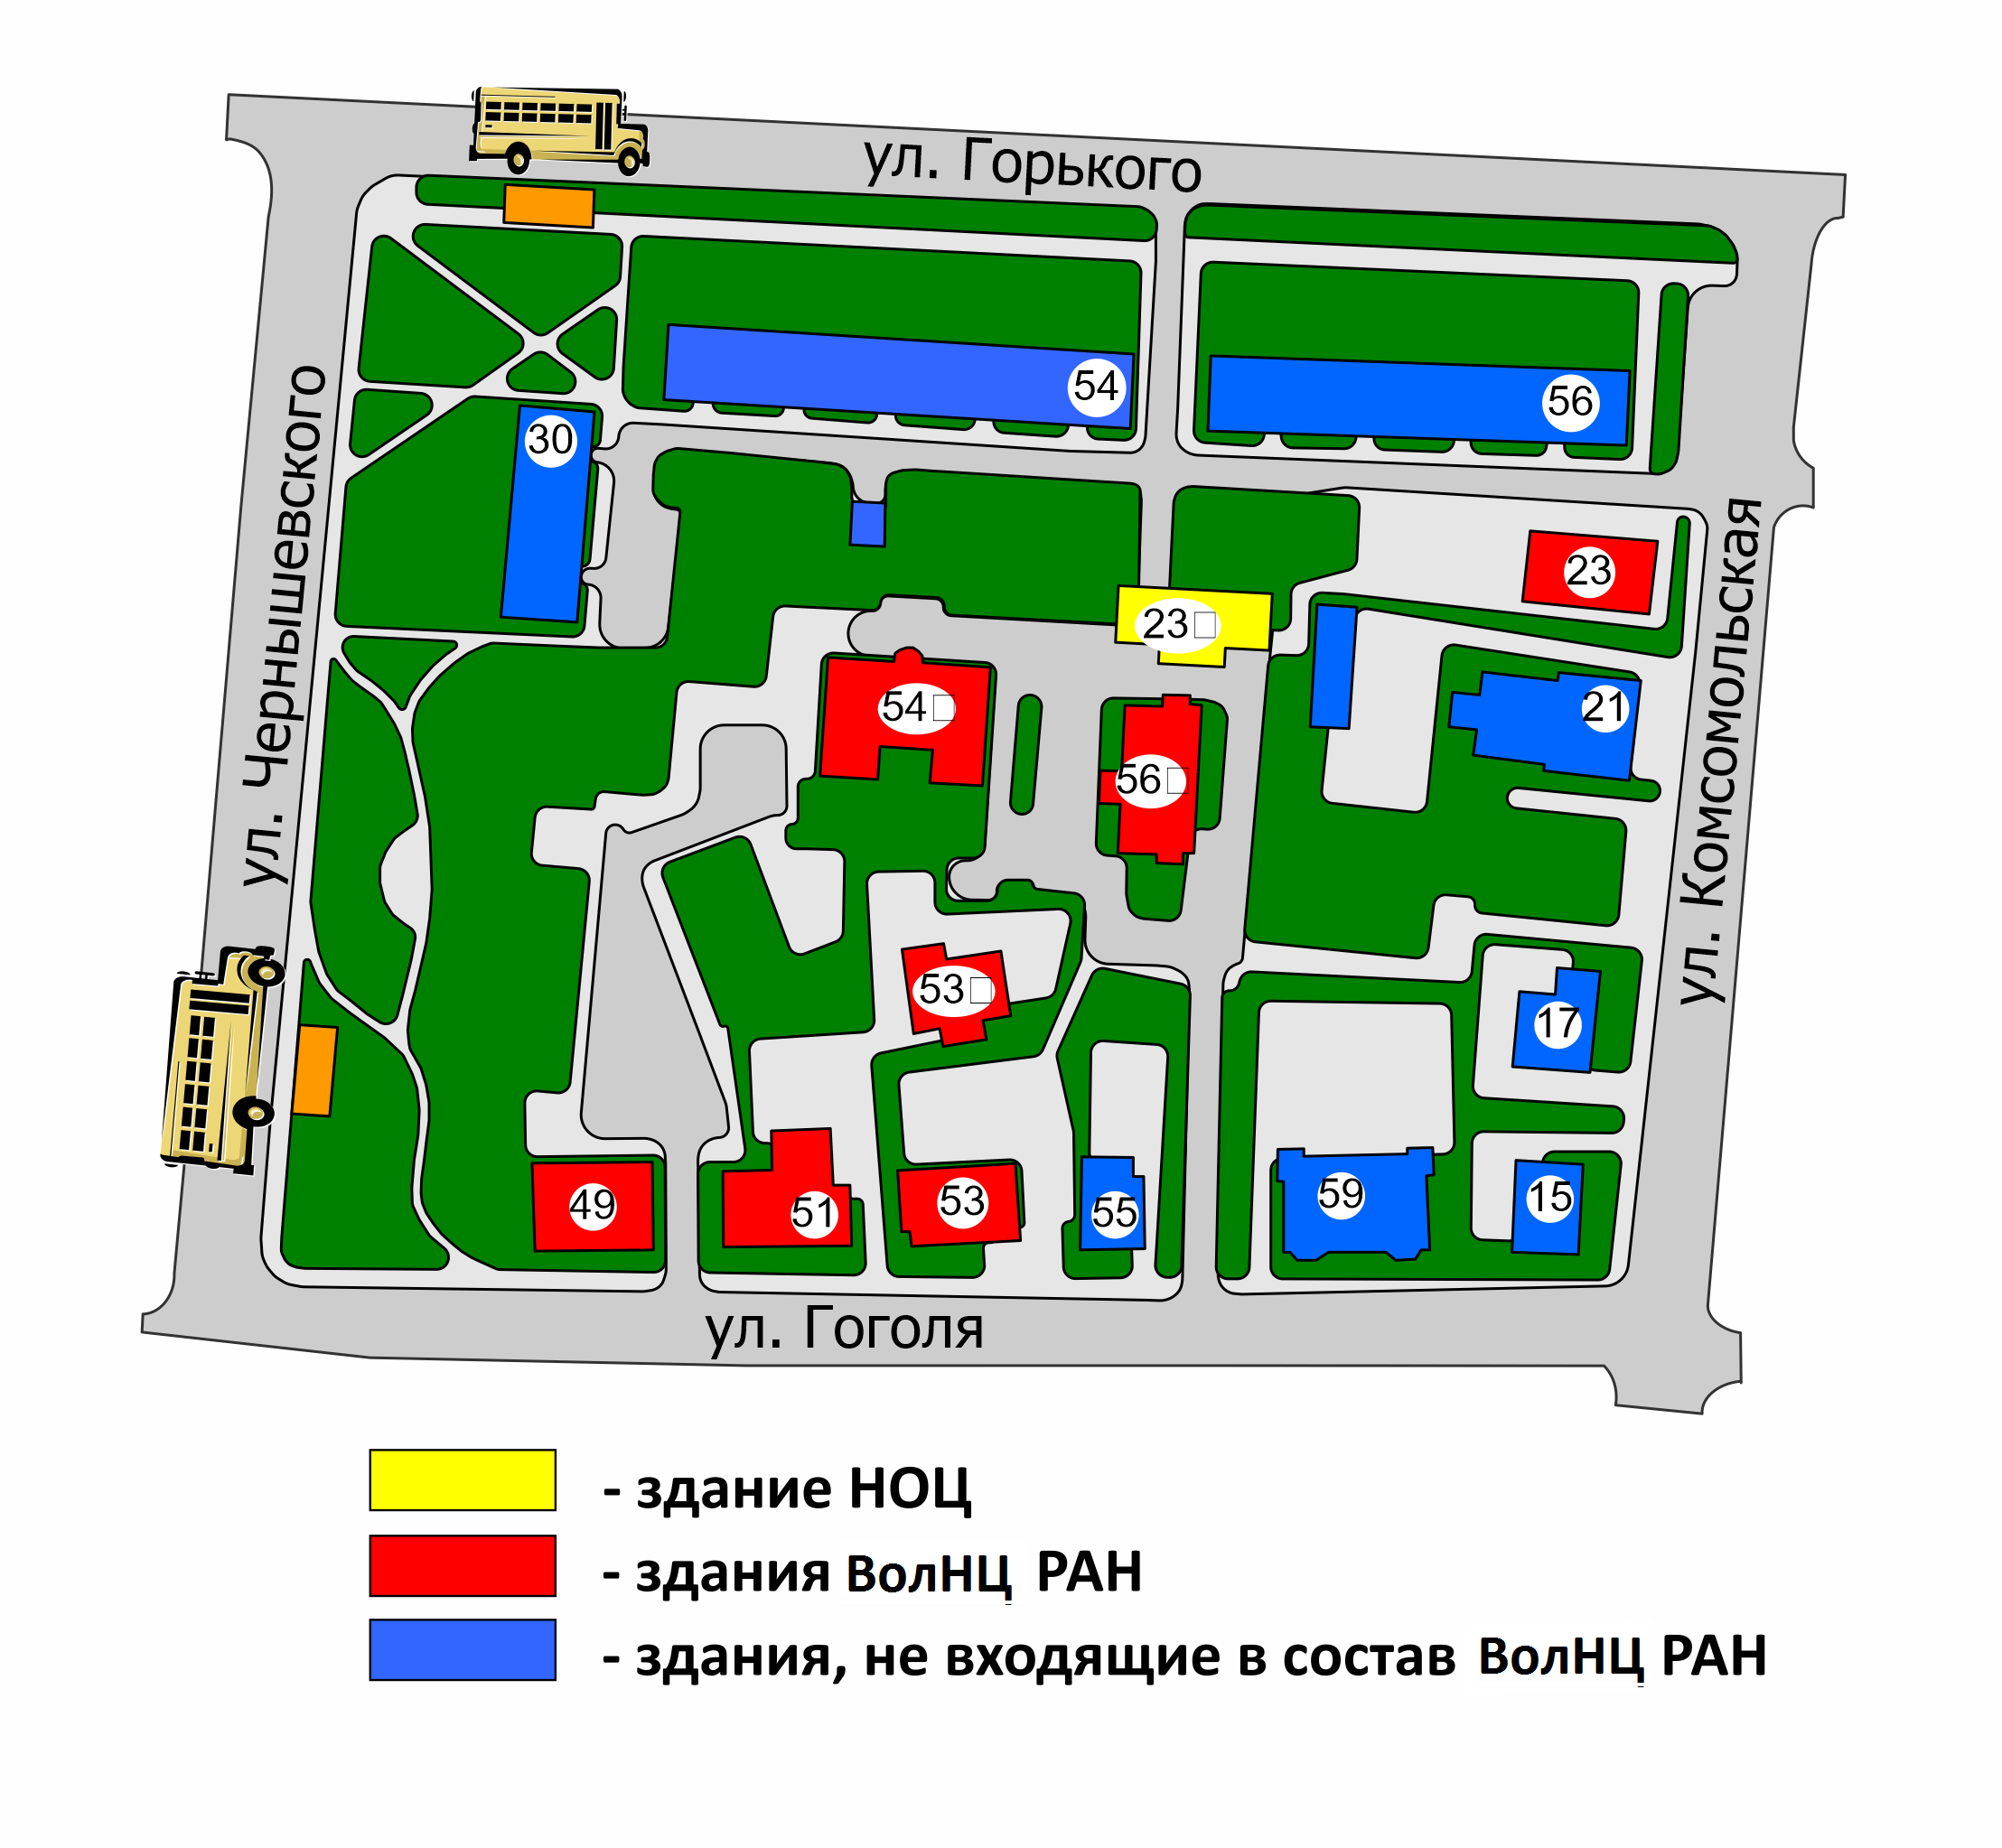 ул. Горького
54
56
30
ул. Чернышевского
23
23□
ул. Комсомольская
54□
21
56□
53□
17
49
51
53
55
59
15
ул. Гоголя
- здание НОЦ
- здания ВолНЦ РАН
- здания, не входящие в состав ВолНЦ РАН